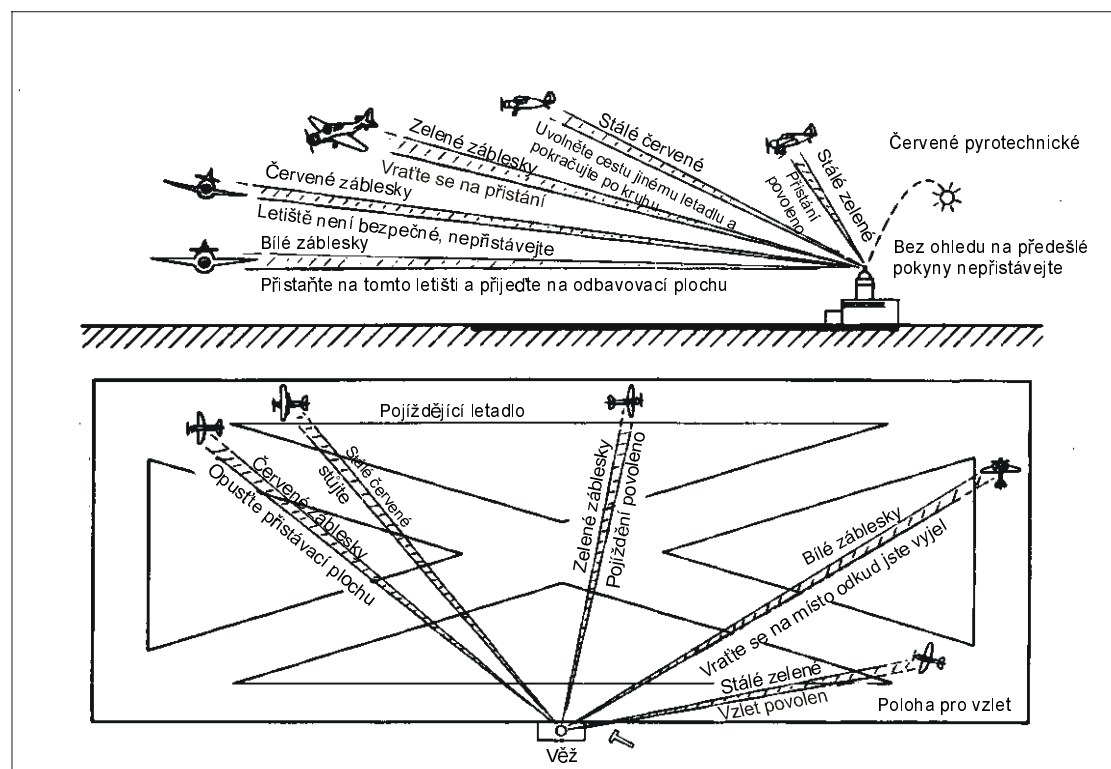 Stálé červené
Uvolněte cestu jinému letadlu a
pokračujte po kruhu
Zelené záblesky
Vraťte se na přistání
Stálé zelené
Přistání
povoleno
Červené pyrotechnické
Červené záblesky
Letiště není bezpečné, nepřistávejte
Bílé záblesky
Přistaňte na tomto letišti a přijeďte na odbavovací plochu
Bez ohledu na předešlé
pokyny nepřistávejte
Pojíždějící letadlo
Červené záblesky
Opusťte přistávací plochu
Stálé červené
stůjte
Zelené záblesky
Pojíždění povoleno
Bílé záblesky
Vraťte se na místo odkud jste vyjel
Stálé zelené
Vzlet povolen
Poloha pro vzlet
Věž